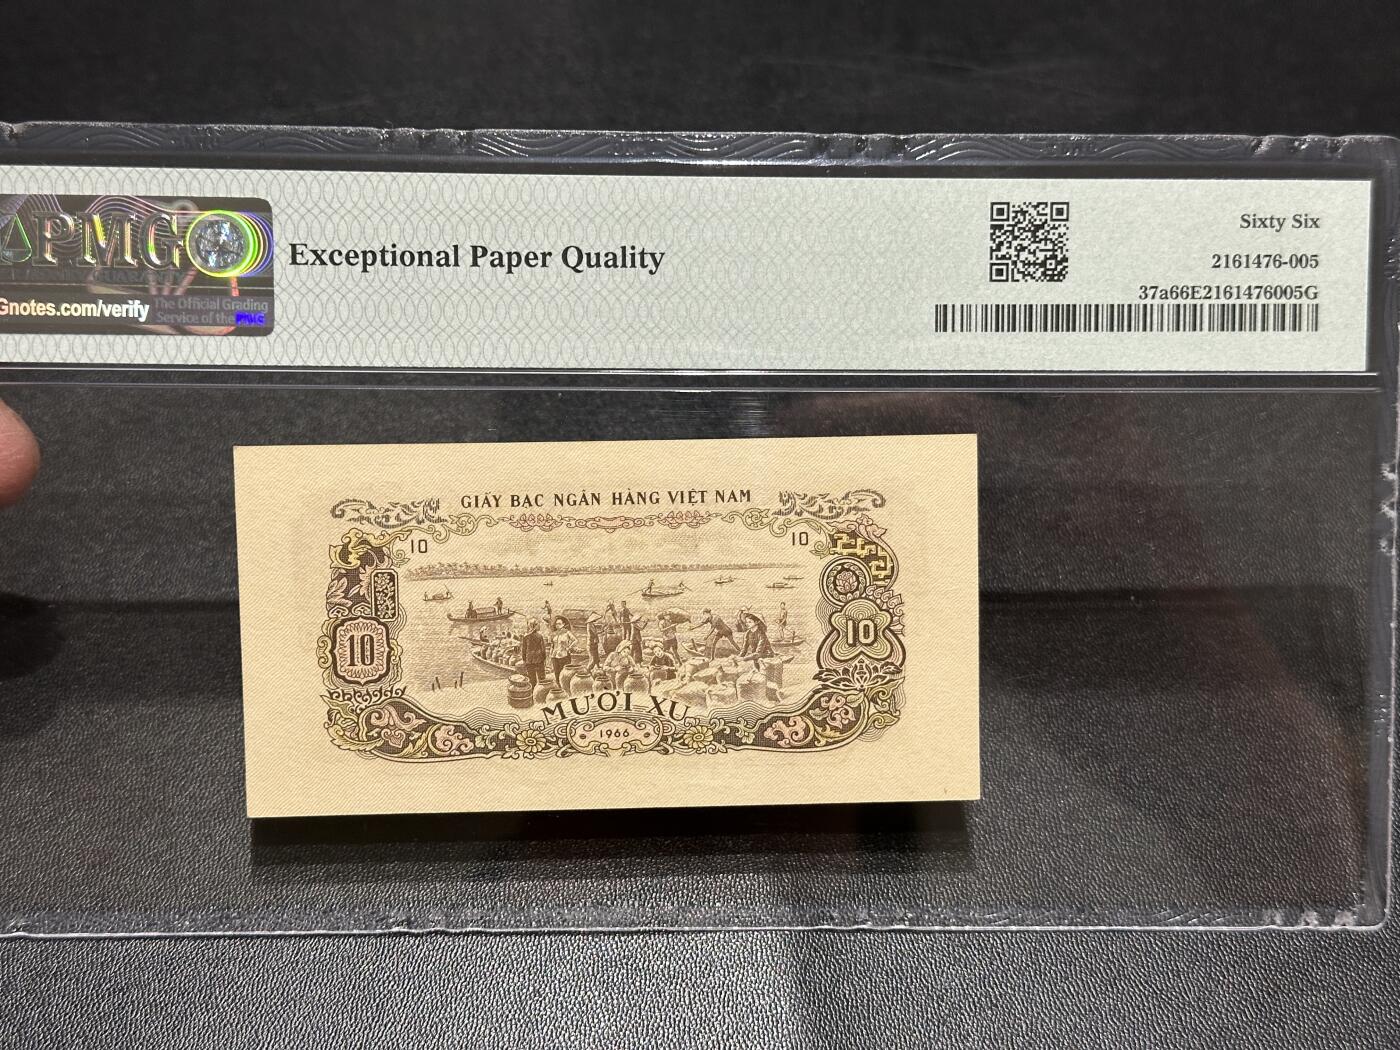 PMG
Gnotes.com/verify
The Official Grading
Service of the PMG
Exceptional Paper Quality
Sixty Six
2161476-005
37a66E2161476005G
GIẤY BẠC NGÂN HÀNG VIỆT NAM
10
10
10
10
MƯỜI XU
1966